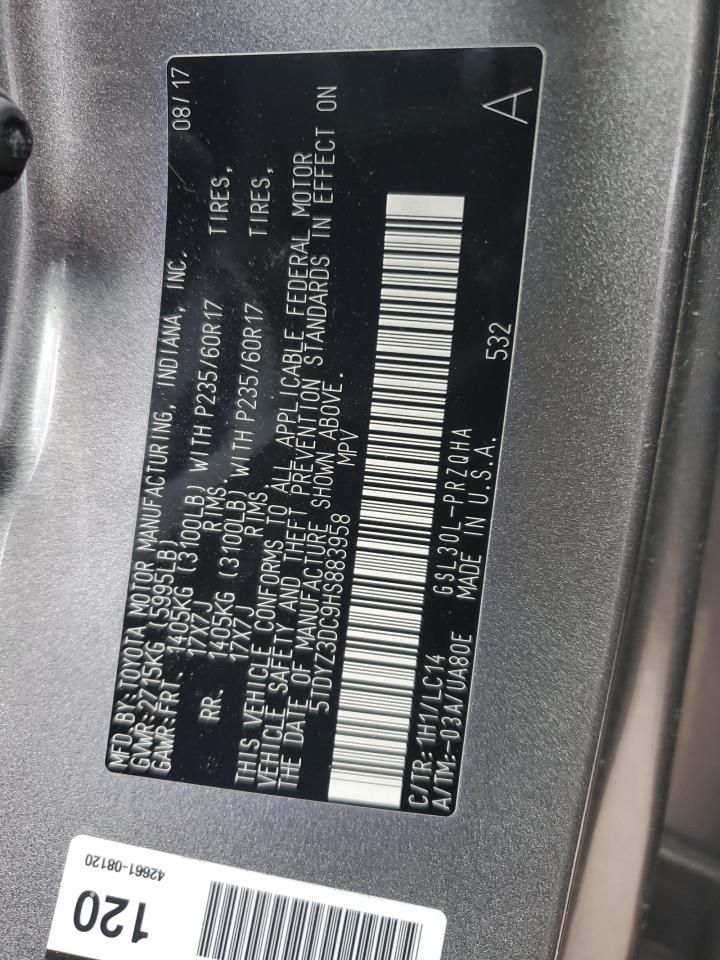 MFD. BY: TOYOTA MOTOR MANUFACTURING, INDIANA, INC. 08/17
GVWR: 2715KG (5995LB)
GAWR: FRT. 1405KG (3100LB) WITH P235/60R17 TIRES,
17X7J RIMS.
RR. 1405KG (3100LB) WITH P235/60R17 TIRES,
17X7J RIMS.
THIS VEHICLE CONFORMS TO ALL APPLICABLE FEDERAL MOTOR
VEHICLE SAFETY AND THEFT PREVENTION STANDARDS IN EFFECT ON
THE DATE OF MANUFACTURE SHOWN ABOVE.
5TDYZ3DC9HS883958 MPV
C/TR: 1H1/LC14 GSL30L-PRZQHA
A/TM: -03A/UA80E MADE IN U.S.A. 532
A
120
42661-08120